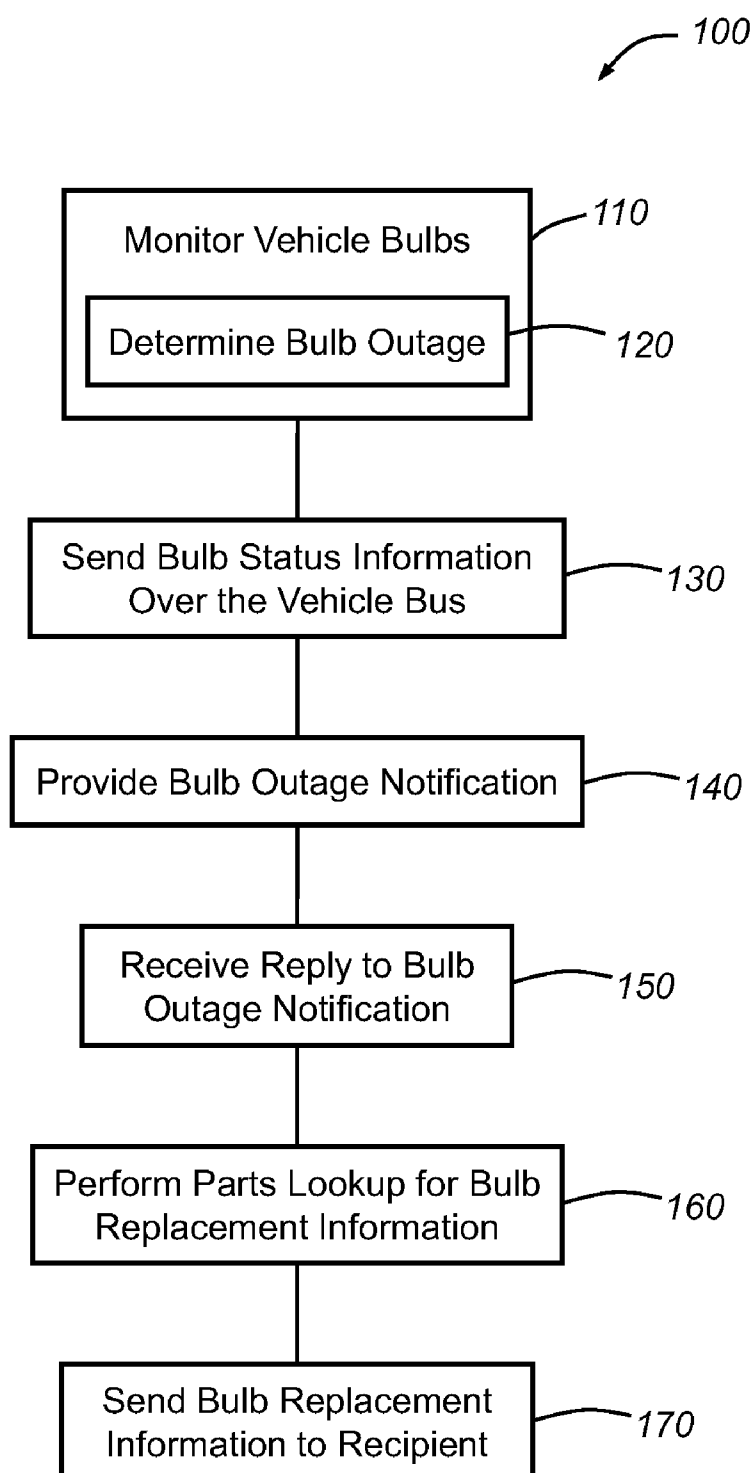 100
Monitor Vehicle Bulbs
110
Determine Bulb Outage
120
Send Bulb Status Information
Over the Vehicle Bus
130
Provide Bulb Outage Notification
140
Receive Reply to Bulb
Outage Notification
150
Perform Parts Lookup for Bulb
Replacement Information
160
Send Bulb Replacement
Information to Recipient
170